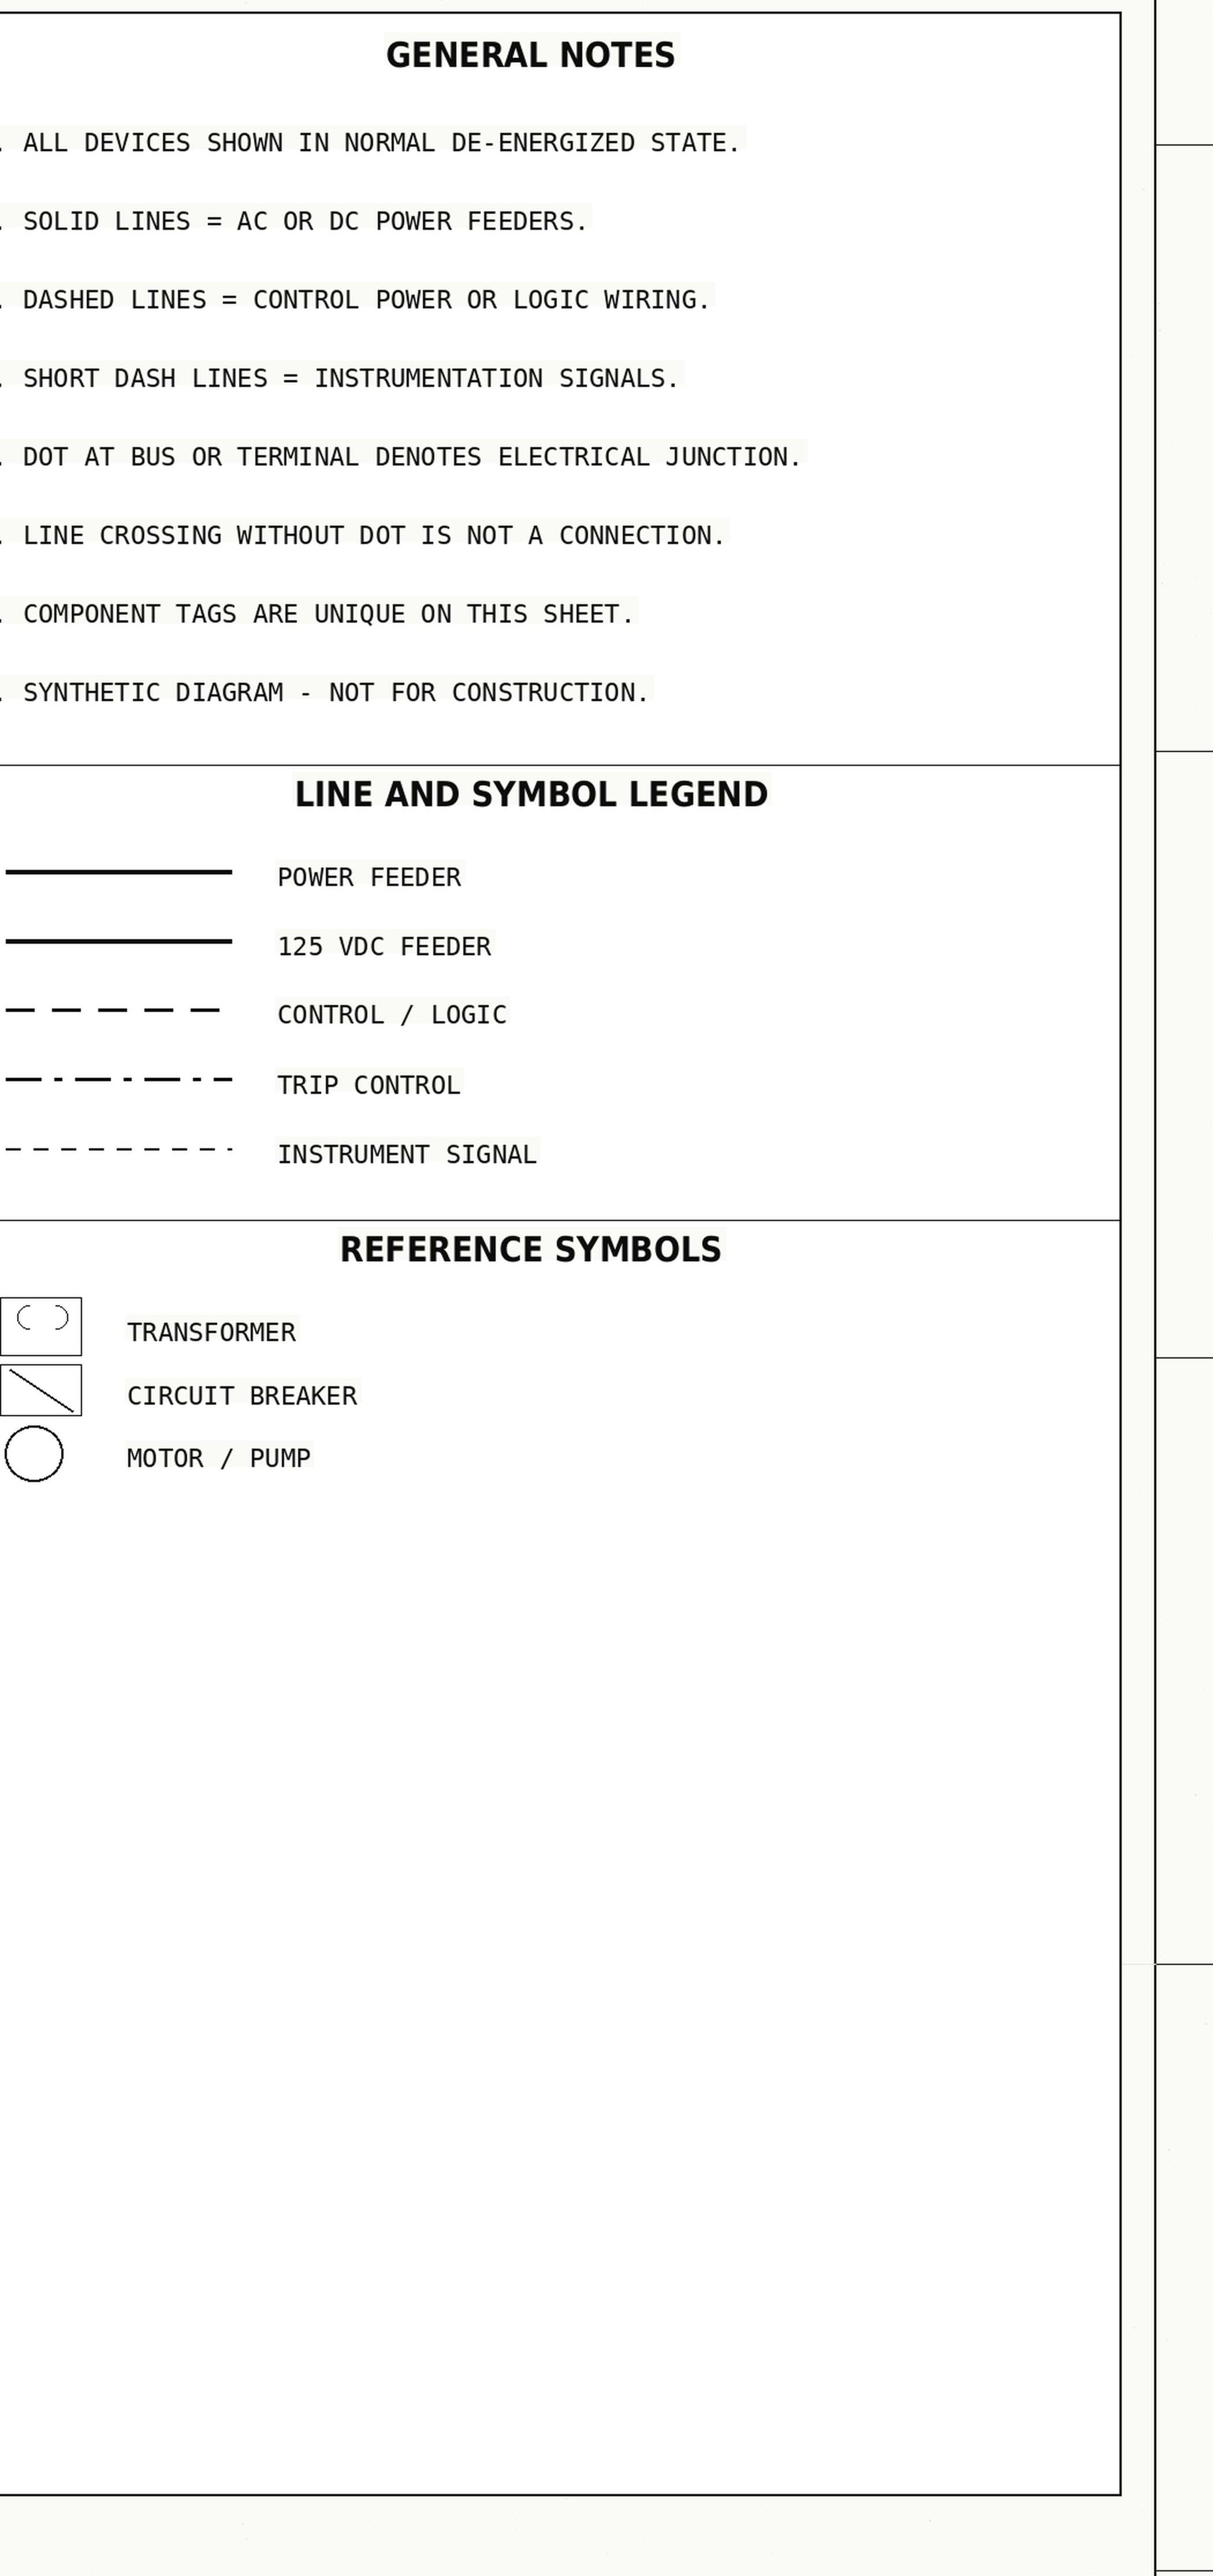 GENERAL NOTES
. ALL DEVICES SHOWN IN NORMAL DE-ENERGIZED STATE.
. SOLID LINES = AC OR DC POWER FEEDERS.
. DASHED LINES = CONTROL POWER OR LOGIC WIRING.
. SHORT DASH LINES = INSTRUMENTATION SIGNALS.
. DOT AT BUS OR TERMINAL DENOTES ELECTRICAL JUNCTION.
. LINE CROSSING WITHOUT DOT IS NOT A CONNECTION.
. COMPONENT TAGS ARE UNIQUE ON THIS SHEET.
. SYNTHETIC DIAGRAM - NOT FOR CONSTRUCTION.
LINE AND SYMBOL LEGEND
POWER FEEDER
125 VDC FEEDER
CONTROL / LOGIC
TRIP CONTROL
INSTRUMENT SIGNAL
REFERENCE SYMBOLS
TRANSFORMER
CIRCUIT BREAKER
MOTOR / PUMP